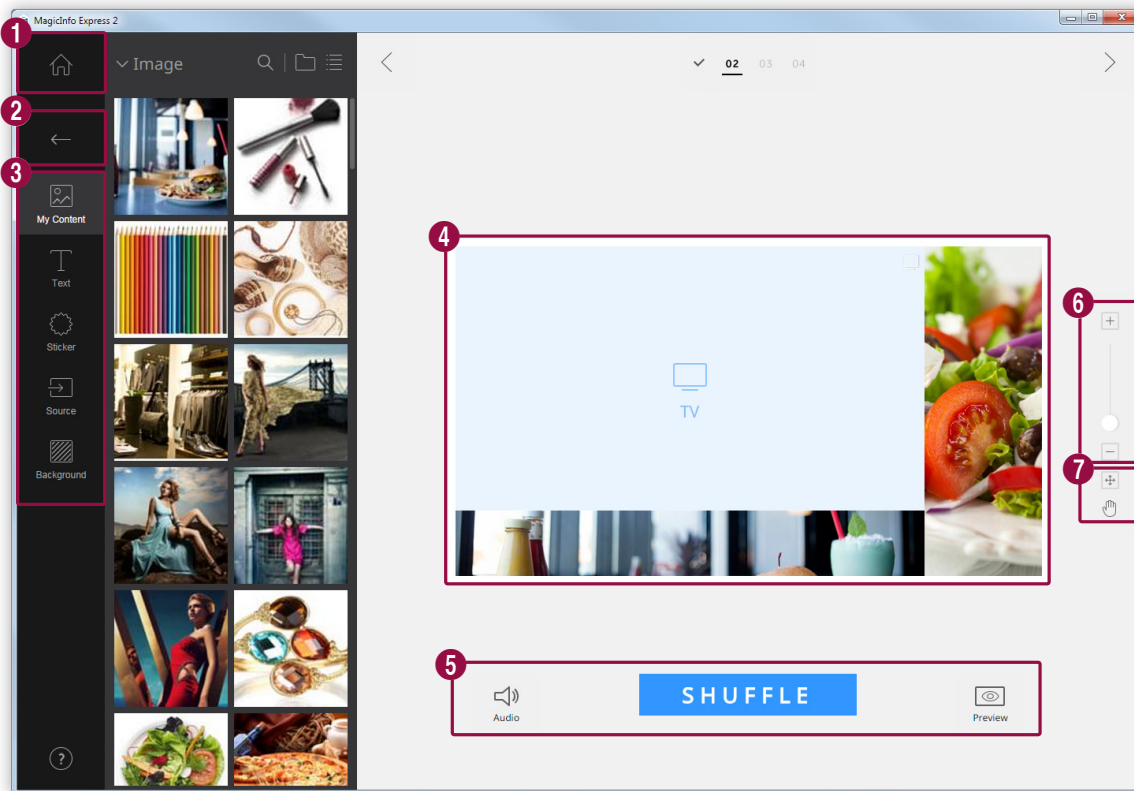 MagicInfo Express 2
1
Image
02 03 04
2
3
My Content
Text
Sticker
Source
Background
?
4
TV
6
7
5
Audio
SHUFFLE
Preview